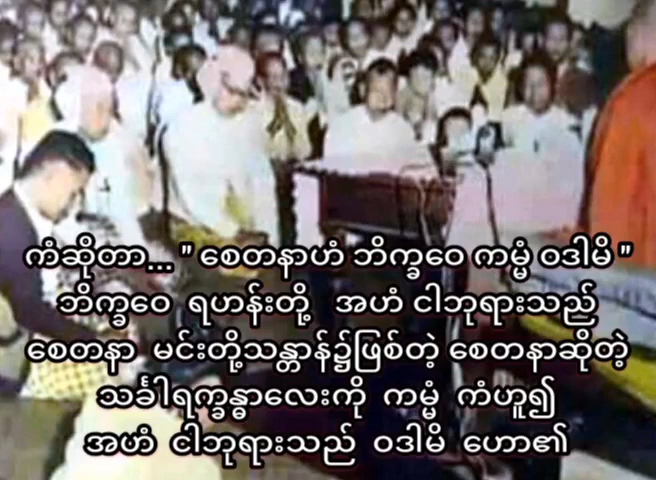 ကံဆိုတာ... " စေတနာဟံ ဘိက္ခဝေ ကမ္မံ ဝဒါမိ "
ဘိက္ခဝေ ရဟန်းတို့ အဟံ ငါဘုရားသည်
စေတနာ မင်းတို့သန္တာန်၌ဖြစ်တဲ့ စေတနာဆိုတဲ့
သင်္ခါရက္ခန္ဓာလေးကို ကမ္မံ ကံဟူ၍
အဟံ ငါဘုရားသည် ဝဒါမိ ဟော၏